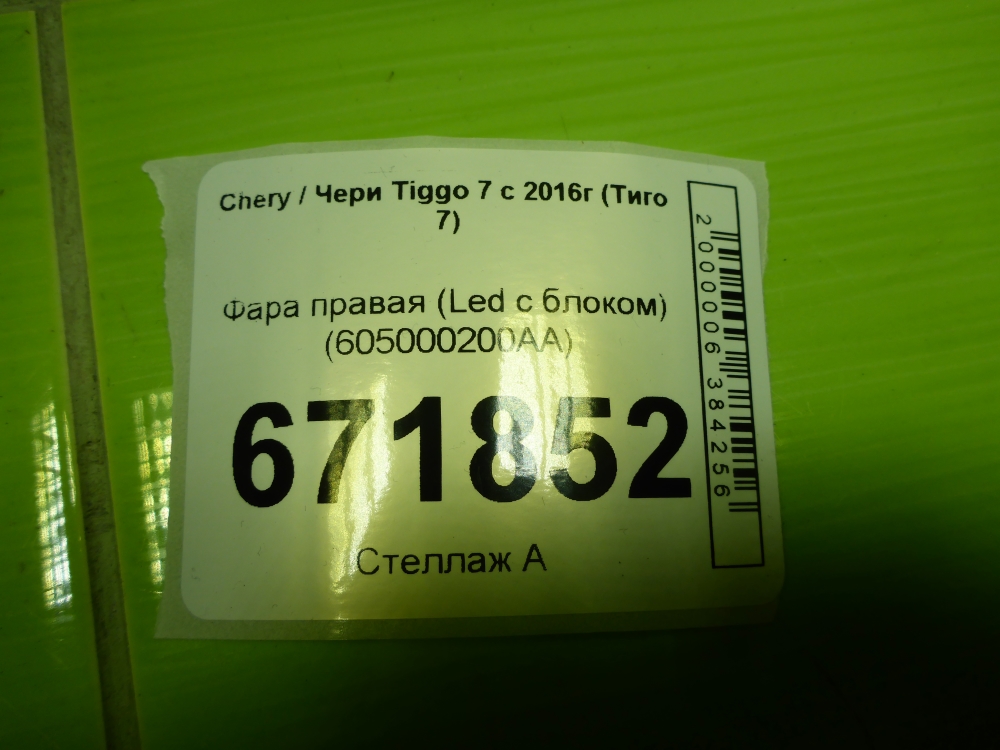 Chery / Чери Tiggo 7 с 2016г (Тиго
7)
Фара правая (Led с блоком)
(605000200AA)
671852
Стеллаж А
2000006384256